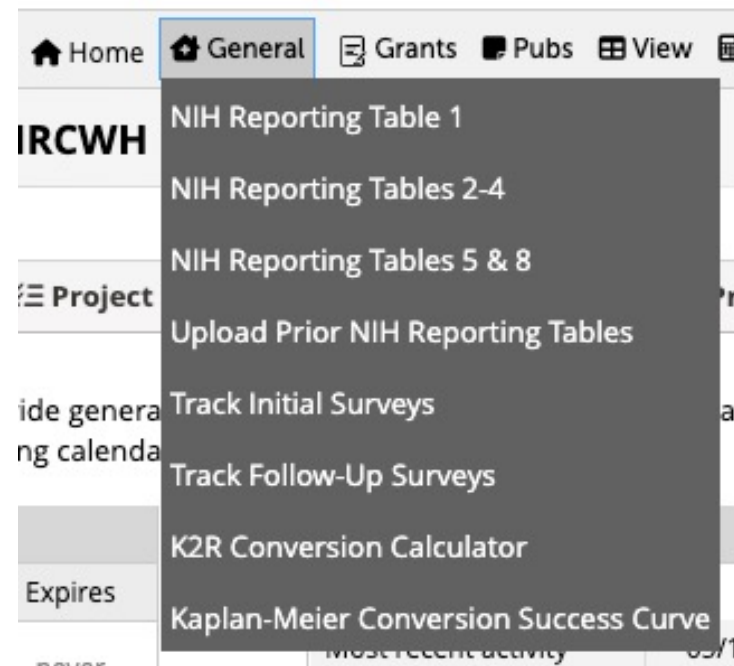 Home General Grants Pubs View
IRCWH
NIH Reporting Table 1
NIH Reporting Tables 2-4
NIH Reporting Tables 5 & 8
Project
Upload Prior NIH Reporting Tables
ide genera
Track Initial Surveys
ng calenda
Track Follow-Up Surveys
K2R Conversion Calculator
Expires
Kaplan-Meier Conversion Success Curve